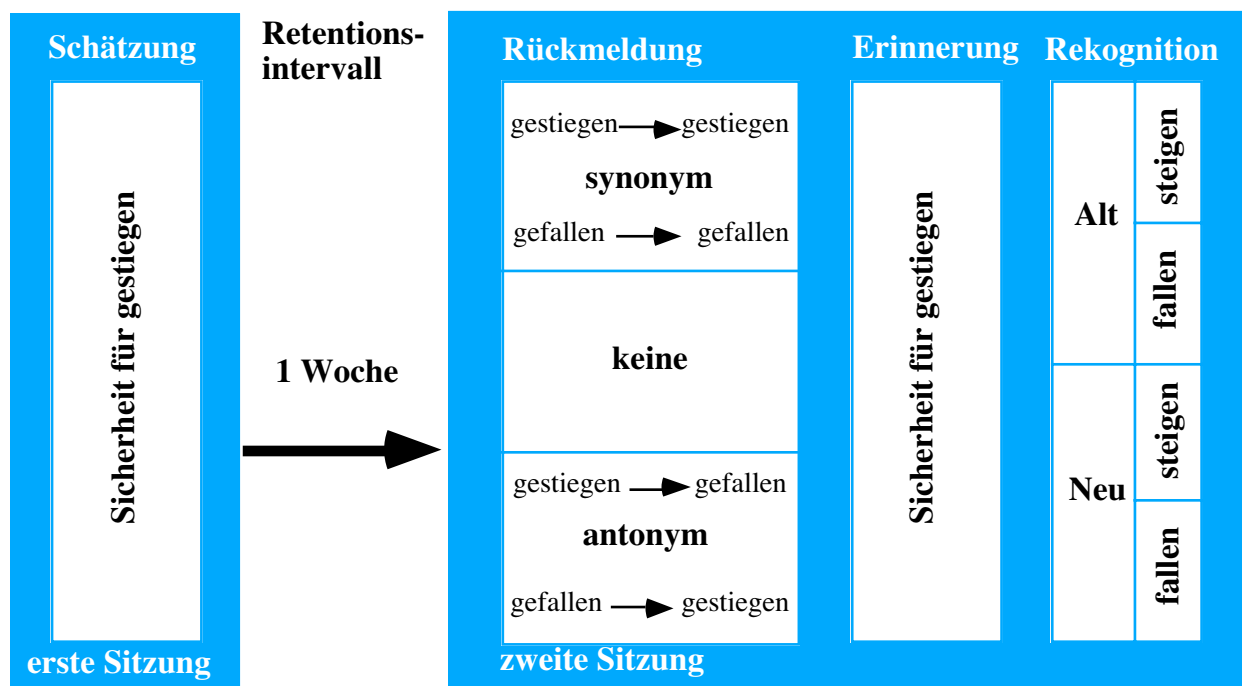 Schätzung
Sicherheit für gestiegen
erste Sitzung
Retentions-
intervall
1 Woche
Rückmeldung
gestiegen gestiegen
synonym
gefallen gefallen
keine
gestiegen gefallen
antonym
gefallen gestiegen
zweite Sitzung
Erinnerung
Sicherheit für gestiegen
Rekognition
Alt
steigen
fallen
Neu
steigen
fallen